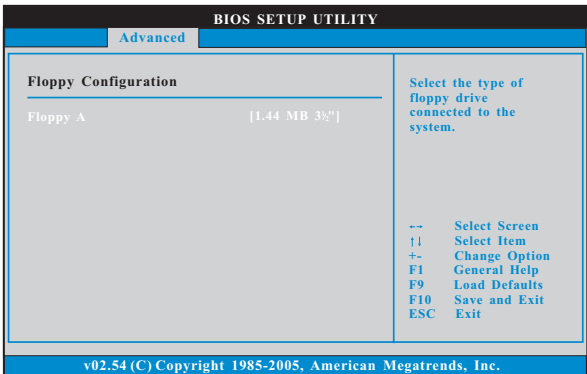 BIOS SETUP UTILITY
Advanced
Floppy Configuration
Floppy A [1.44 MB 3½"]
Select the type of
floppy drive
connected to the
system.
←→ Select Screen
↑↓ Select Item
+- Change Option
F1 General Help
F9 Load Defaults
F10 Save and Exit
ESC Exit
v02.54 (C) Copyright 1985-2005, American Megatrends, Inc.